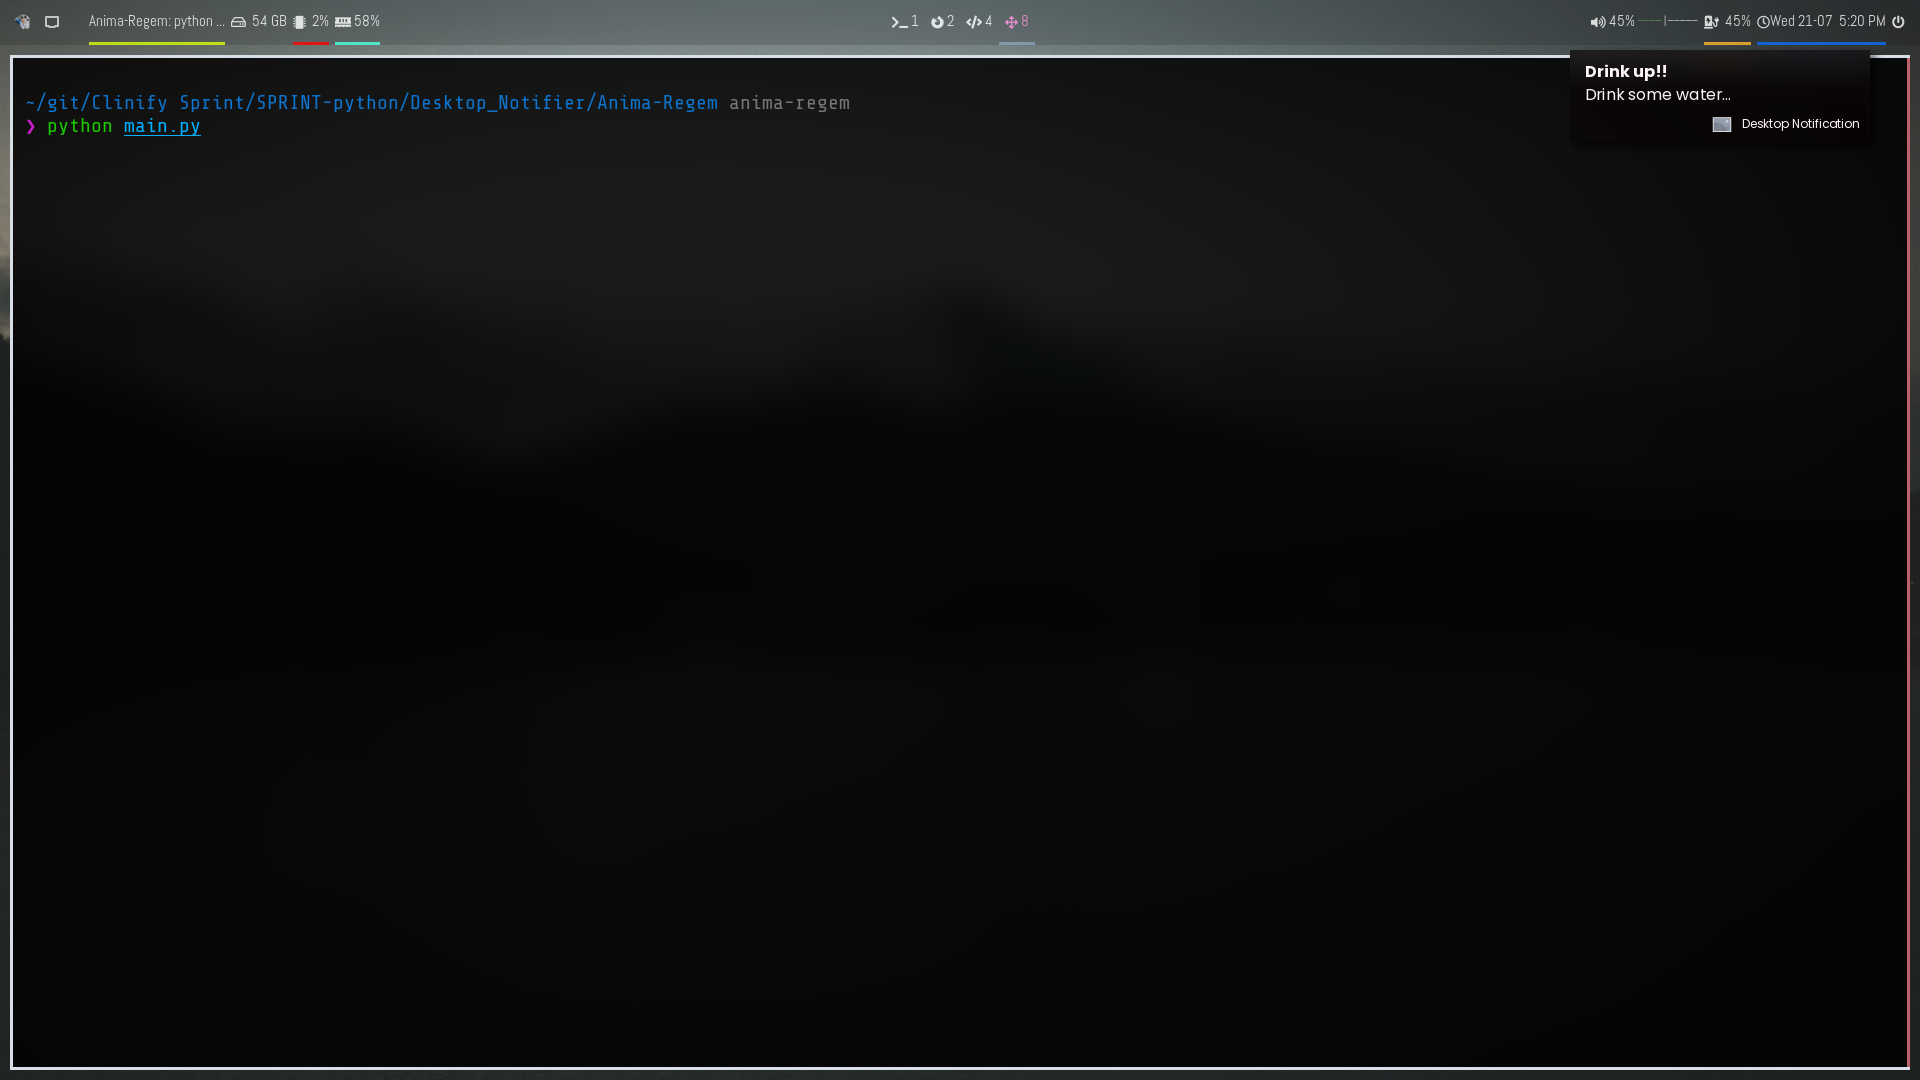 Anima-Regem: python ... 54 GB 2% 58% 1 2 4 8 45% 45% Wed 21-07 5:20 PM
Drink up!!
Drink some water...
Desktop Notification
~/git/Clinify Sprint/SPRINT-python/Desktop_Notifier/Anima-Regem anima-regem
❯ python main.py